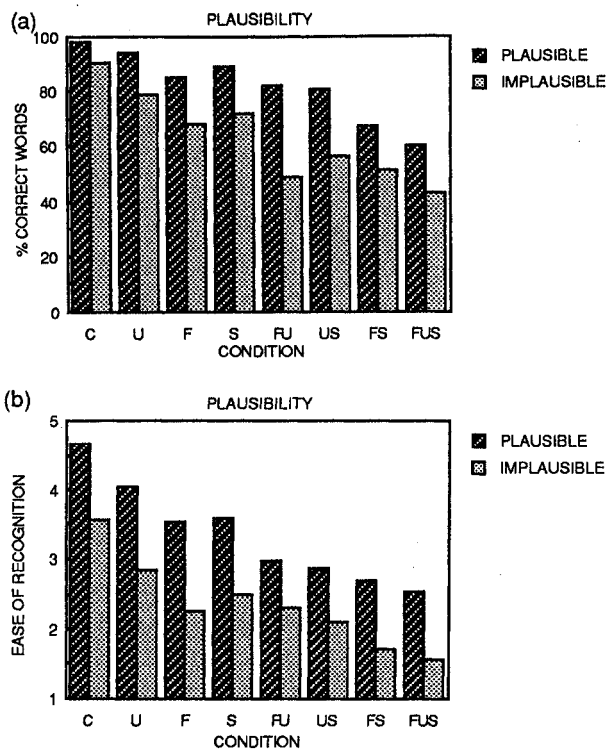 (a)
PLAUSIBILITY
100
80
60
40
20
0
% CORRECT WORDS
C U F S FU US FS FUS
CONDITION
PLAUSIBLE
IMPLAUSIBLE
(b)
PLAUSIBILITY
5
4
3
2
1
EASE OF RECOGNITION
C U F S FU US FS FUS
CONDITION
PLAUSIBLE
IMPLAUSIBLE